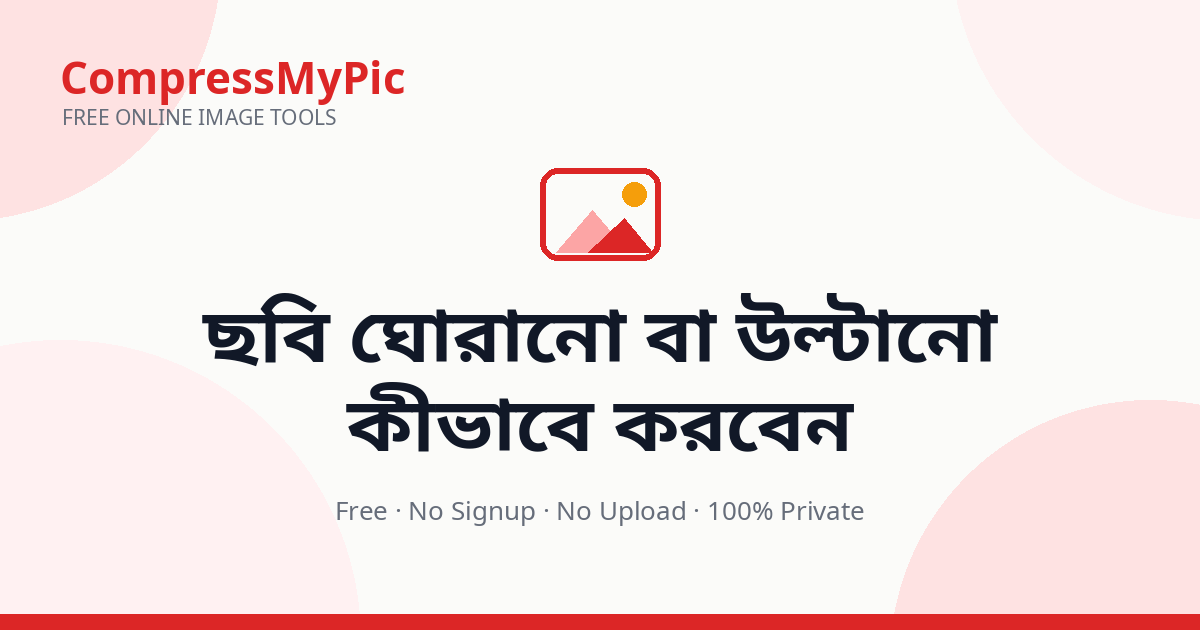 CompressMyPic
FREE ONLINE IMAGE TOOLS
ছবি ঘোরানো বা উল্টানো
কীভাবে করবেন
Free · No Signup · No Upload · 100% Private